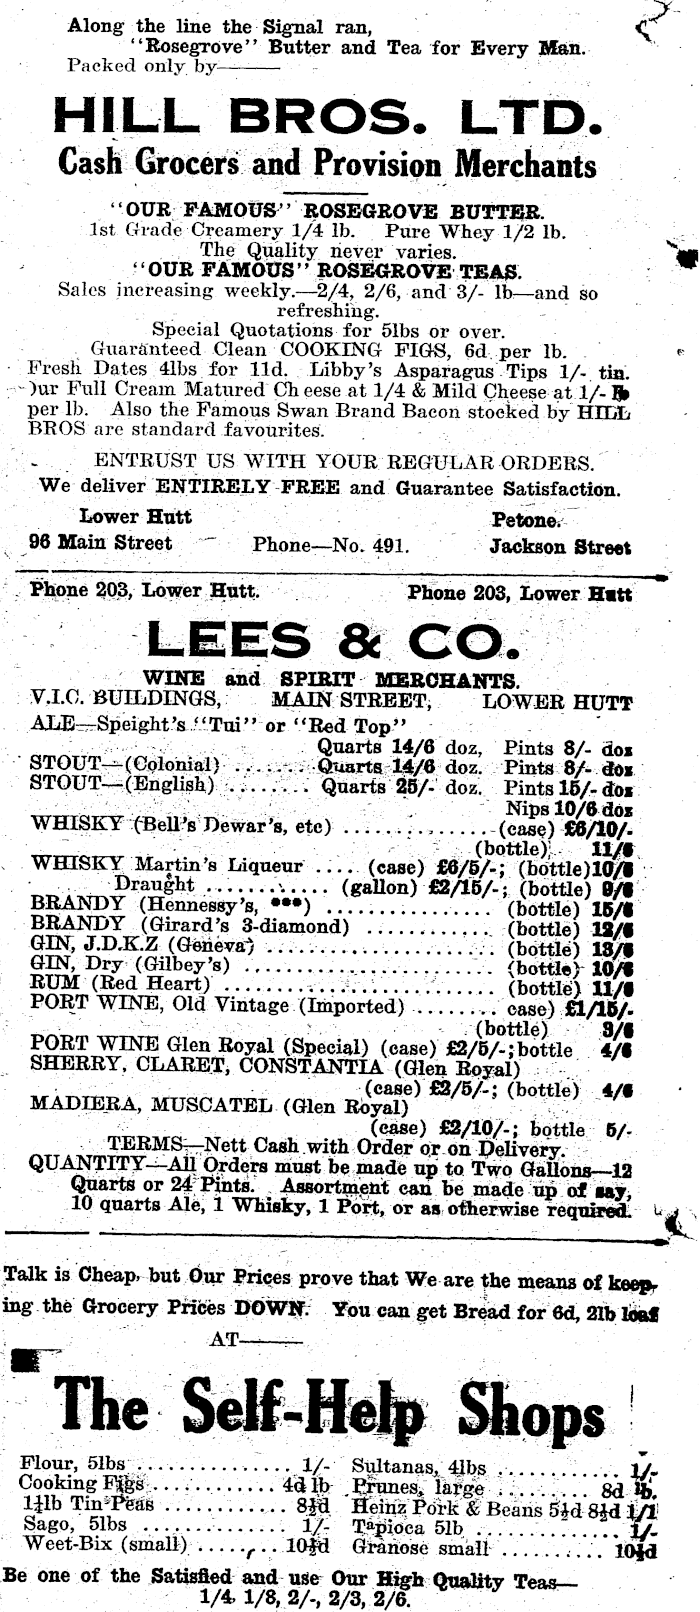 Along the line the Signal ran,
"Rosegrove" Butter and Tea for Every Man.
Packed only by———
HILL BROS. LTD.
Cash Grocers and Provision Merchants
"OUR FAMOUS" ROSEGROVE BUTTER.
1st Grade Creamery 1/4 lb. Pure Whey 1/2 lb.
The Quality never varies.
"OUR FAMOUS" ROSEGROVE TEAS.
Sales increasing weekly.—2/4, 2/6, and 3/- lb—and so
refreshing.
Special Quotations for 5lbs or over.
Guaranteed Clean COOKING FIGS, 6d per lb.
Fresh Dates 4lbs for 11d. Libby's Asparagus Tips 1/- tin.
Our Full Cream Matured Cheese at 1/4 & Mild Cheese at 1/- lb
per lb. Also the Famous Swan Brand Bacon stocked by HILL
BROS are standard favourites.
ENTRUST US WITH YOUR REGULAR ORDERS.
We deliver ENTIRELY FREE and Guarantee Satisfaction.
Lower Hutt Petone.
96 Main Street — Phone—No. 491. Jackson Street
Phone 203, Lower Hutt. Phone 203, Lower Hutt
LEES & CO.
WINE and SPIRIT MERCHANTS.
V.I.C. BUILDINGS, MAIN STREET, LOWER HUTT
ALE—Speight's "Tui" or "Red Top"
Quarts 14/6 doz, Pints 8/- doz
STOUT—(Colonial) ........ Quarts 14/6 doz. Pints 8/- doz
STOUT—(English) ........ Quarts 25/- doz. Pints 15/- doz
Nips 10/6 doz
WHISKY (Bell's Dewar's, etc) .............. (case) £6/10/-
(bottle) 11/6
WHISKY Martin's Liqueur .... (case) £6/5/-; (bottle) 10/6
Draught ............ (gallon) £2/15/-; (bottle) 9/6
BRANDY (Hennessy's, ***) ................ (bottle) 15/6
BRANDY (Girard's 3-diamond) ............ (bottle) 12/6
GIN, J.D.K.Z (Geneva) ...................... (bottle) 13/6
GIN, Dry (Gilbey's) ........................ (bottle) 10/6
RUM (Red Heart) .......................... (bottle) 11/6
PORT WINE, Old Vintage (Imported) ........ case) £1/15/-
(bottle) 3/6
PORT WINE Glen Royal (Special) (case) £2/5/-; bottle 4/6
SHERRY, CLARET, CONSTANTIA (Glen Royal)
(case) £2/5/-; (bottle) 4/6
MADIERA, MUSCATEL (Glen Royal)
(case) £2/10/-; bottle 5/-
TERMS—Nett Cash with Order or on Delivery.
QUANTITY—All Orders must be made up to Two Gallons—12
Quarts or 24 Pints. Assortment can be made up of say,
10 quarts Ale, 1 Whisky, 1 Port, or as otherwise required.
Talk is Cheap, but Our Prices prove that We are the means of keep-
ing the Grocery Prices DOWN. You can get Bread for 6d, 2lb loaf
AT———
The Self-Help Shops
Flour, 5lbs ................ 1/- Sultanas, 4lbs ............ 1/-
Cooking Figs ............ 4d lb Prunes, large .......... 8d lb.
1¼lb Tin Peas ............ 8½d Heinz Pork & Beans 5½d 8½d 1/1
Sago, 5lbs ................ 1/- Tapioca 5lb .............. 1/-
Weet-Bix (small) ........ 10½d Granose small .......... 10½d
Be one of the Satisfied and use Our High Quality Teas—
1/4, 1/8, 2/-, 2/3, 2/6.